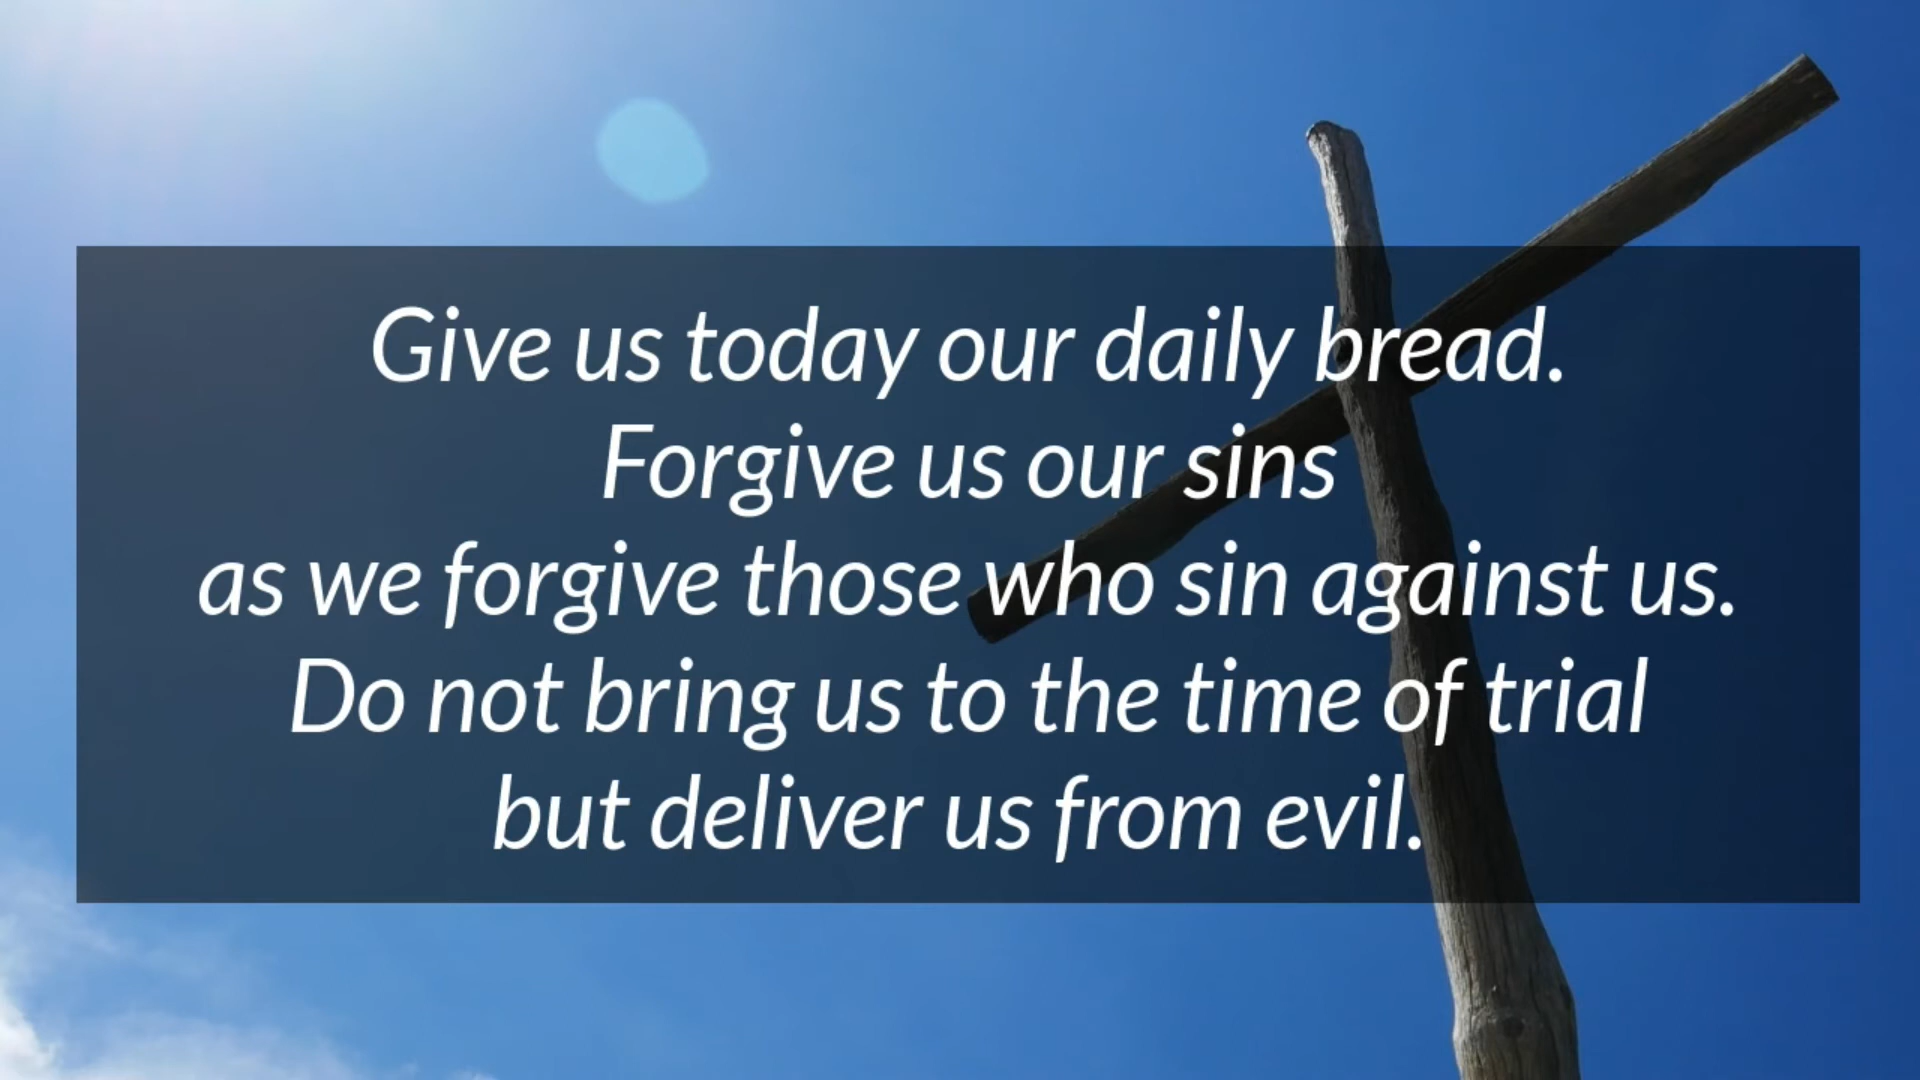 Give us today our daily bread.
Forgive us our sins
as we forgive those who sin against us.
Do not bring us to the time of trial
but deliver us from evil.